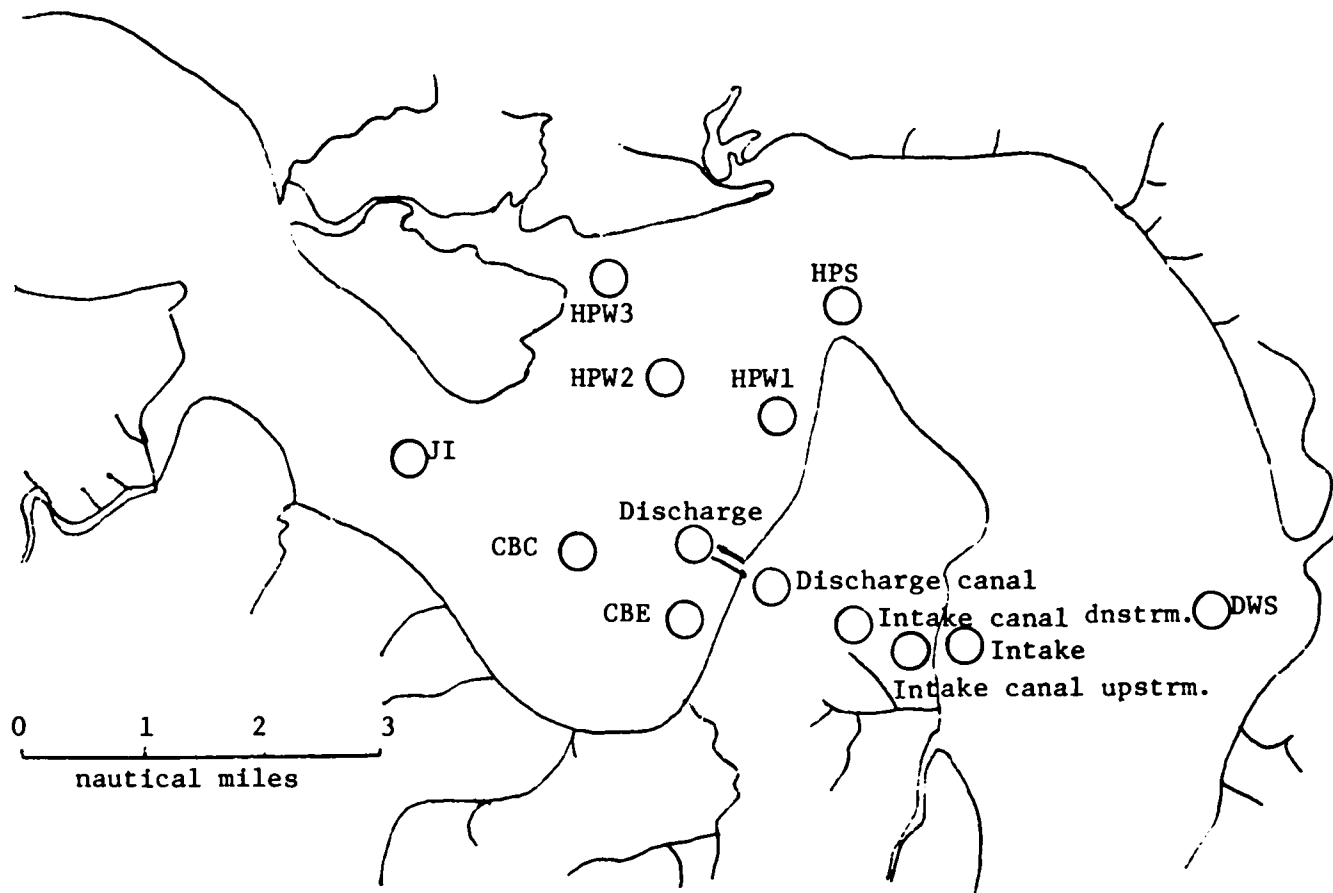 HPS
HPW3
HPW2
HPW1
JI
Discharge
CBC
Discharge canal
CBE
Intake canal dnstrm.
DWS
Intake
Intake canal upstrm.
0 1 2 3
nautical miles